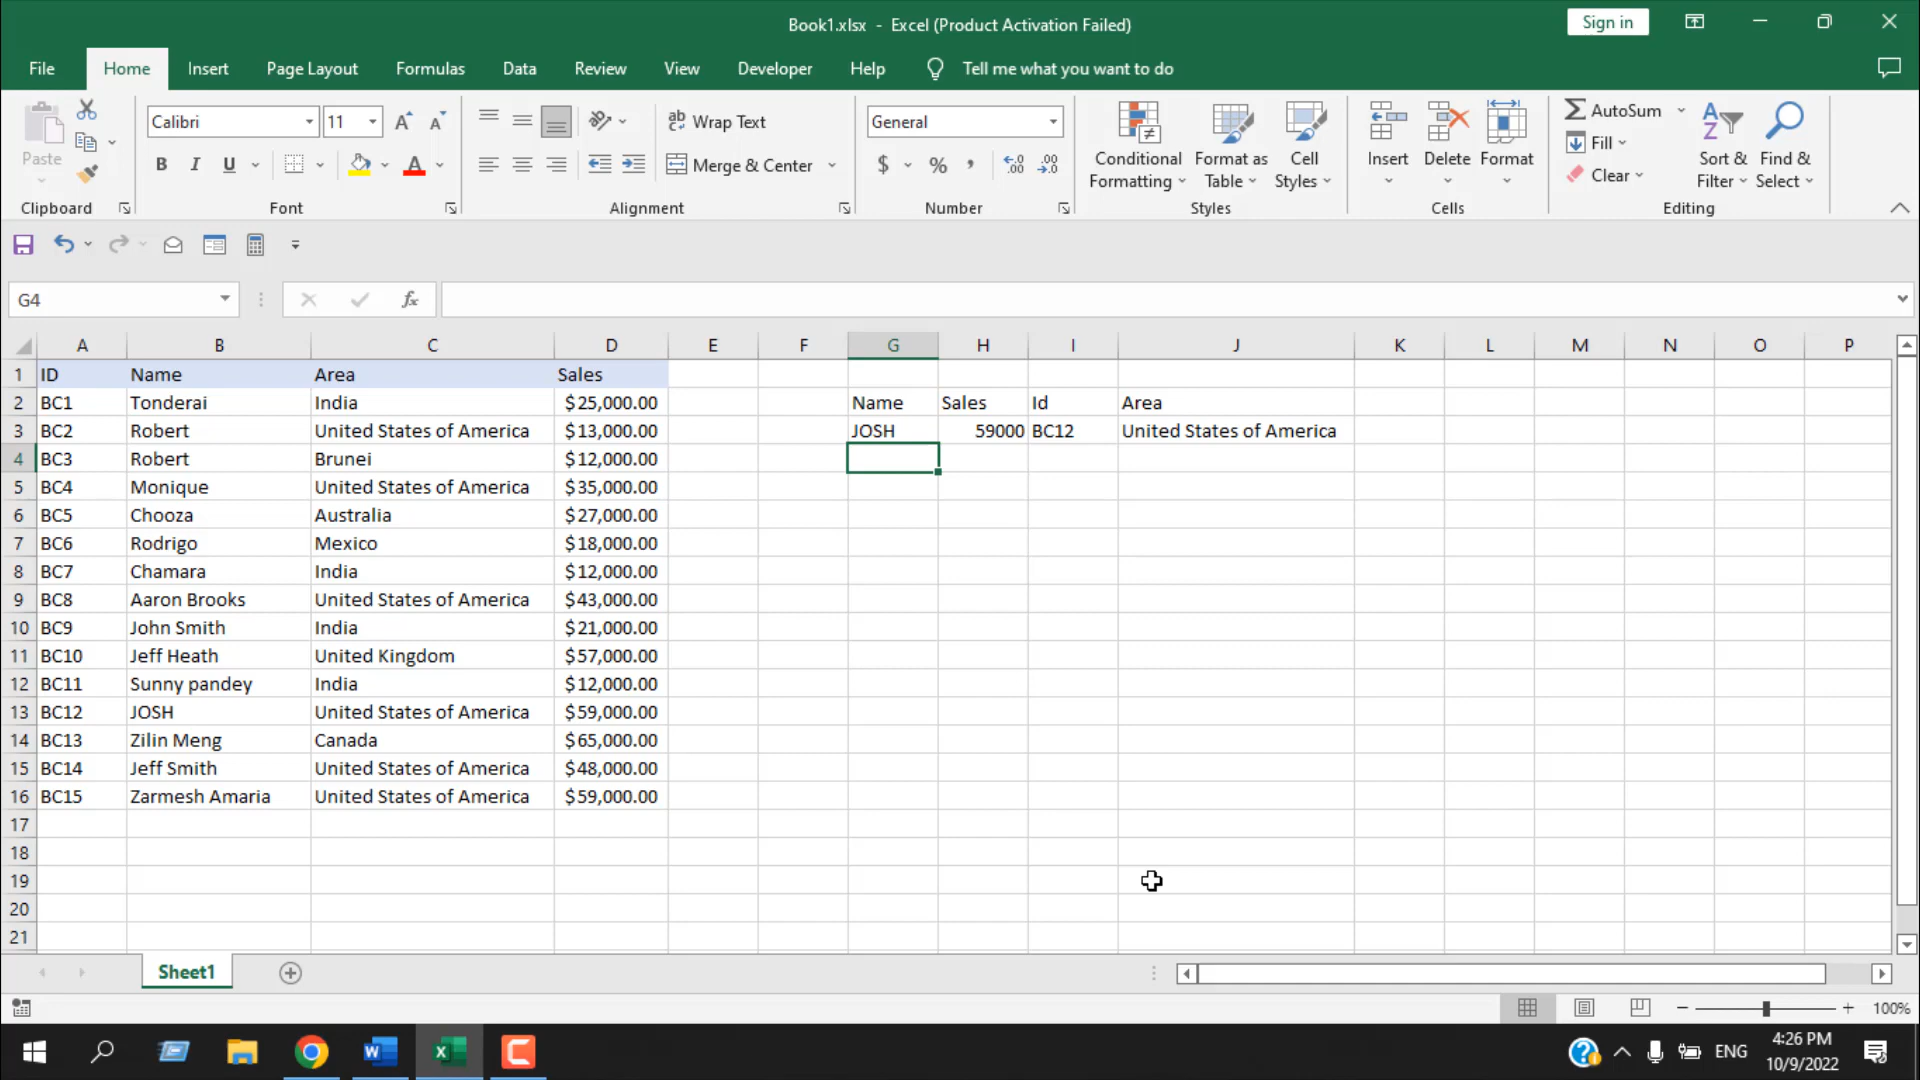 Book1.xlsx - Excel (Product Activation Failed)
Sign in
File Home Insert Page Layout Formulas Data Review View Developer Help Tell me what you want to do
Paste
Clipboard
Calibri 11
B I U A
Font
ab Wrap Text
Merge & Center
Alignment
General
$ % ,
Number
Conditional Formatting
Format as Table
Cell Styles
Styles
Insert Delete Format
Cells
AutoSum
Fill
Clear
Sort & Filter
Find & Select
Editing
G4 fx
A B C D E F G H I J K L M N O P
1 ID Name Area Sales
2 BC1 Tonderai India $25,000.00 Name Sales Id Area
3 BC2 Robert United States of America $13,000.00 JOSH 59000 BC12 United States of America
4 BC3 Robert Brunei $12,000.00
5 BC4 Monique United States of America $35,000.00
6 BC5 Chooza Australia $27,000.00
7 BC6 Rodrigo Mexico $18,000.00
8 BC7 Chamara India $12,000.00
9 BC8 Aaron Brooks United States of America $43,000.00
10 BC9 John Smith India $21,000.00
11 BC10 Jeff Heath United Kingdom $57,000.00
12 BC11 Sunny pandey India $12,000.00
13 BC12 JOSH United States of America $59,000.00
14 BC13 Zilin Meng Canada $65,000.00
15 BC14 Jeff Smith United States of America $48,000.00
16 BC15 Zarmesh Amaria United States of America $59,000.00
17
18
19
20
21
Sheet1
100%
ENG
4:26 PM
10/9/2022